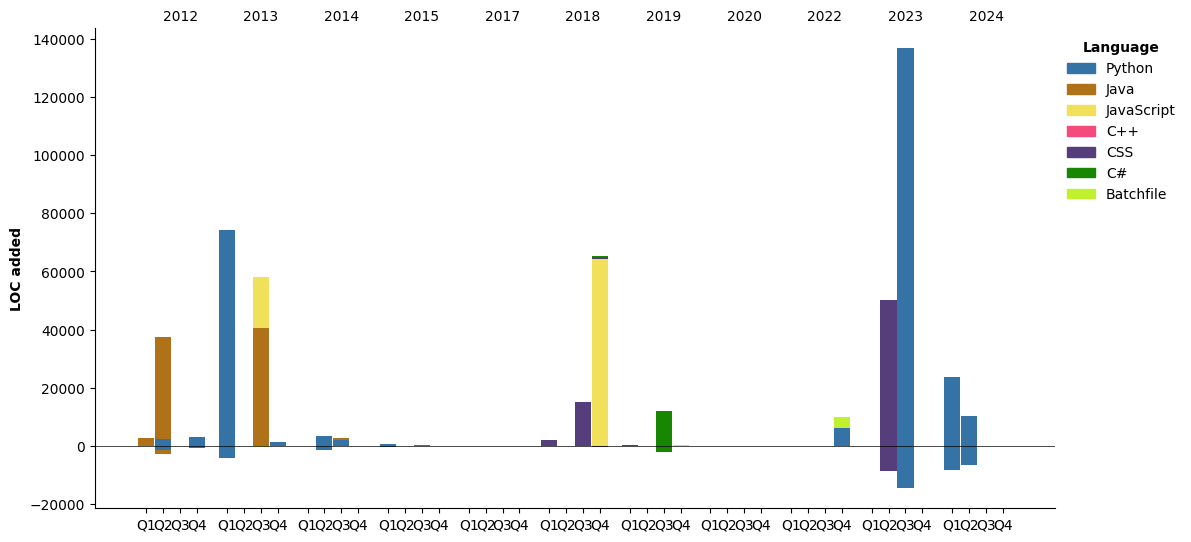 2012 2013 2014 2015 2017 2018 2019 2020 2022 2023 2024
LOC added
140000
120000
100000
80000
60000
40000
20000
0
−20000
Q1Q2Q3Q4 Q1Q2Q3Q4 Q1Q2Q3Q4 Q1Q2Q3Q4 Q1Q2Q3Q4 Q1Q2Q3Q4 Q1Q2Q3Q4 Q1Q2Q3Q4 Q1Q2Q3Q4 Q1Q2Q3Q4 Q1Q2Q3Q4
Language
Python
Java
JavaScript
C++
CSS
C#
Batchfile